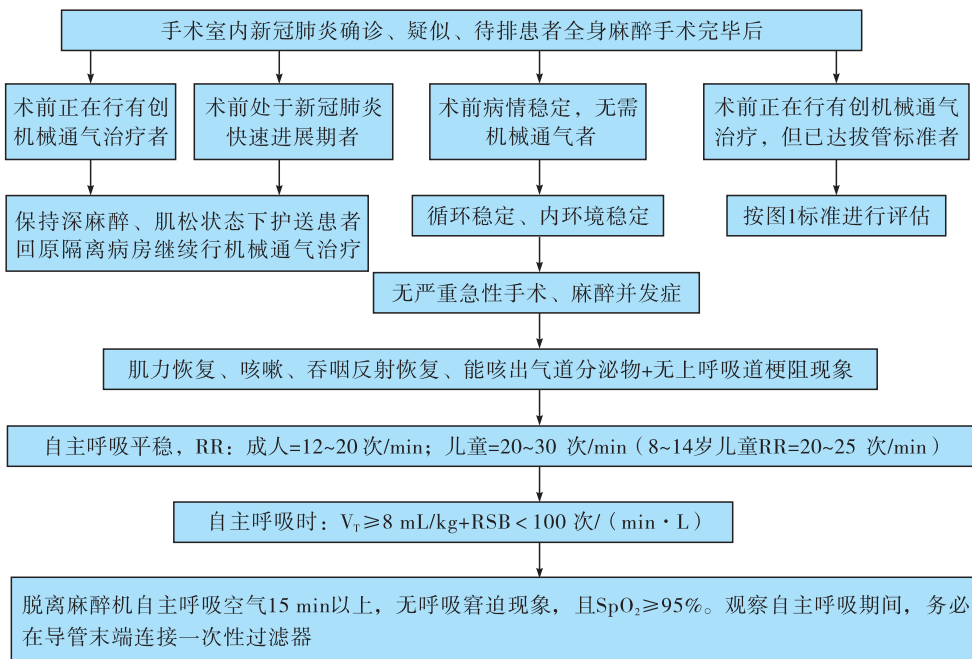 手术室内新冠肺炎确诊、疑似、待排患者全身麻醉手术完毕后
术前正在行有创
机械通气治疗者
术前处于新冠肺炎
快速进展期者
术前病情稳定，无需
机械通气者
术前正在行有创机械通气
治疗，但已达拔管标准者
保持深麻醉、肌松状态下护送患者
回原隔离病房继续行机械通气治疗
循环稳定、内环境稳定
按图1标准进行评估
无严重急性手术、麻醉并发症
肌力恢复、咳嗽、吞咽反射恢复、能咳出气道分泌物+无上呼吸道梗阻现象
自主呼吸平稳，RR：成人=12~20 次/min；儿童=20~30 次/min（8~14岁儿童RR=20~25 次/min）
自主呼吸时：V_T≥8 mL/kg+RSB＜100 次/（min·L）
脱离麻醉机自主呼吸空气15 min以上，无呼吸窘迫现象，且SpO₂≥95%。观察自主呼吸期间，务必
在导管末端连接一次性过滤器